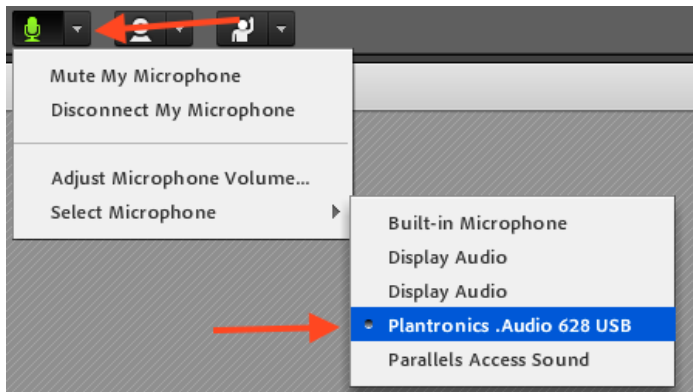 Mute My Microphone
Disconnect My Microphone
Adjust Microphone Volume...
Select Microphone
Built-in Microphone
Display Audio
Display Audio
Plantronics .Audio 628 USB
Parallels Access Sound